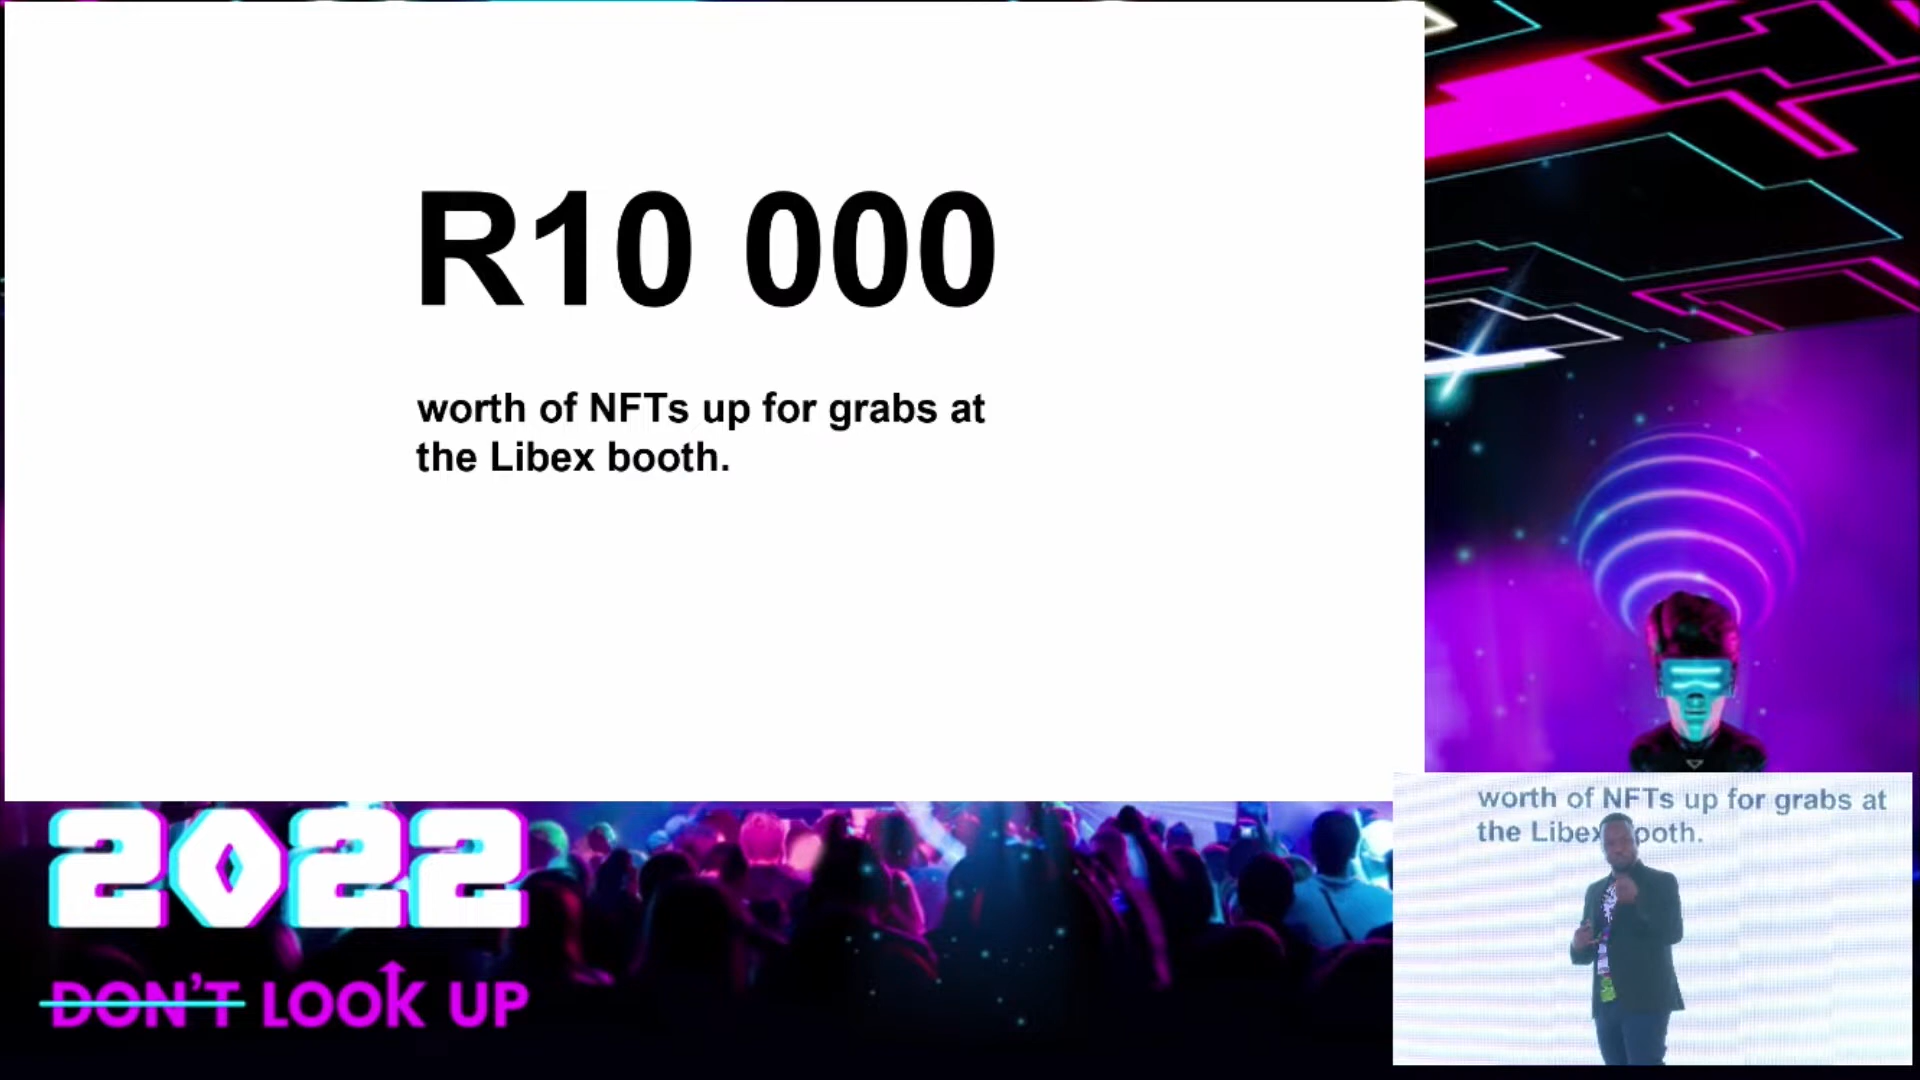 R10 000
worth of NFTs up for grabs at
the Libex booth.
2022
DON'T LOOK UP
worth of NFTs up for grabs at
the Libex ooth.